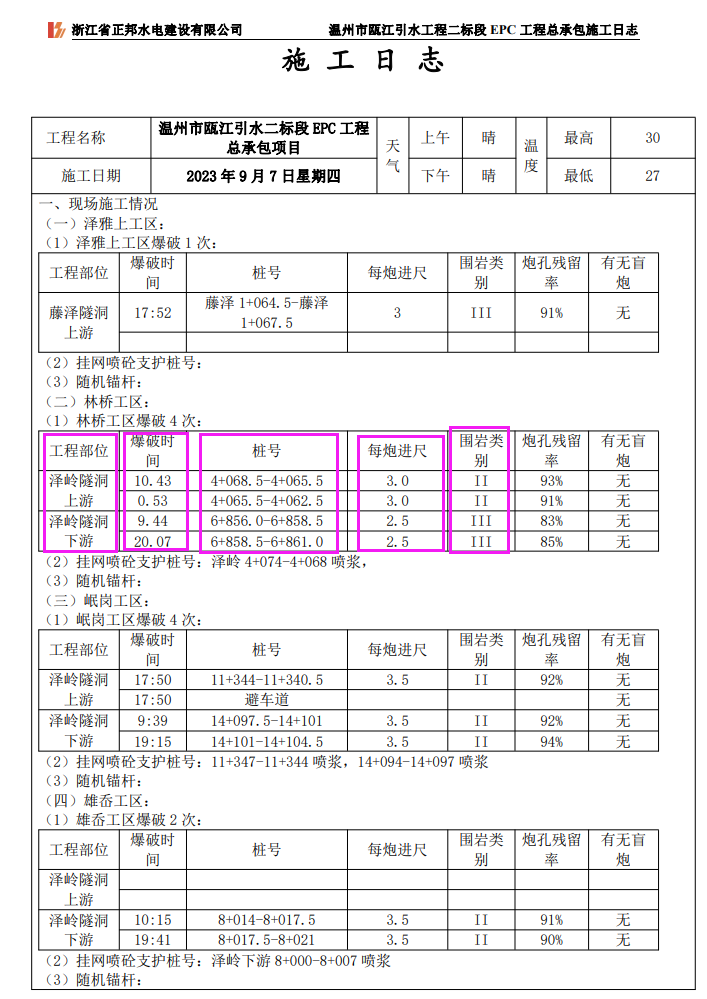 浙江省正邦水电建设有限公司 温州市瓯江引水工程二标段 EPC 工程总承包施工日志
施 工 日 志
工程名称 温州市瓯江引水二标段 EPC 工程总承包项目 天气 上午 晴 温度 最高 30
施工日期 2023 年 9 月 7 日星期四 下午 晴 最低 27
一、现场施工情况
（一）泽雅上工区：
（1）泽雅上工区爆破 1 次：
工程部位 爆破时间 桩号 每炮进尺 围岩类别 炮孔残留率 有无盲炮
藤泽隧洞上游 17:52 藤泽 1+064.5-藤泽 1+067.5 3 III 91% 无
（2）挂网喷砼支护桩号：
（3）随机锚杆：
（二）林桥工区：
（1）林桥工区爆破 4 次：
工程部位 爆破时间 桩号 每炮进尺 围岩类别 炮孔残留率 有无盲炮
泽岭隧洞上游 10.43 4+068.5-4+065.5 3.0 II 93% 无
0.53 4+065.5-4+062.5 3.0 II 91% 无
泽岭隧洞下游 9.44 6+856.0-6+858.5 2.5 III 83% 无
20.07 6+858.5-6+861.0 2.5 III 85% 无
（2）挂网喷砼支护桩号：泽岭 4+074-4+068 喷浆，
（3）随机锚杆：
（三）岷岗工区：
（1）岷岗工区爆破 4 次：
工程部位 爆破时间 桩号 每炮进尺 围岩类别 炮孔残留率 有无盲炮
泽岭隧洞上游 17:50 11+344-11+340.5 3.5 II 92% 无
17:50 避车道 无
泽岭隧洞下游 9:39 14+097.5-14+101 3.5 II 92% 无
19:15 14+101-14+104.5 3.5 II 94% 无
（2）挂网喷砼支护桩号：11+347-11+344 喷浆，14+094-14+097 喷浆
（3）随机锚杆：
（四）雄岙工区：
（1）雄岙工区爆破 2 次：
工程部位 爆破时间 桩号 每炮进尺 围岩类别 炮孔残留率 有无盲炮
泽岭隧洞上游
泽岭隧洞下游 10:15 8+014-8+017.5 3.5 II 91% 无
19:41 8+017.5-8+021 3.5 II 90% 无
（2）挂网喷砼支护桩号：泽岭下游 8+000-8+007 喷浆
（3）随机锚杆：